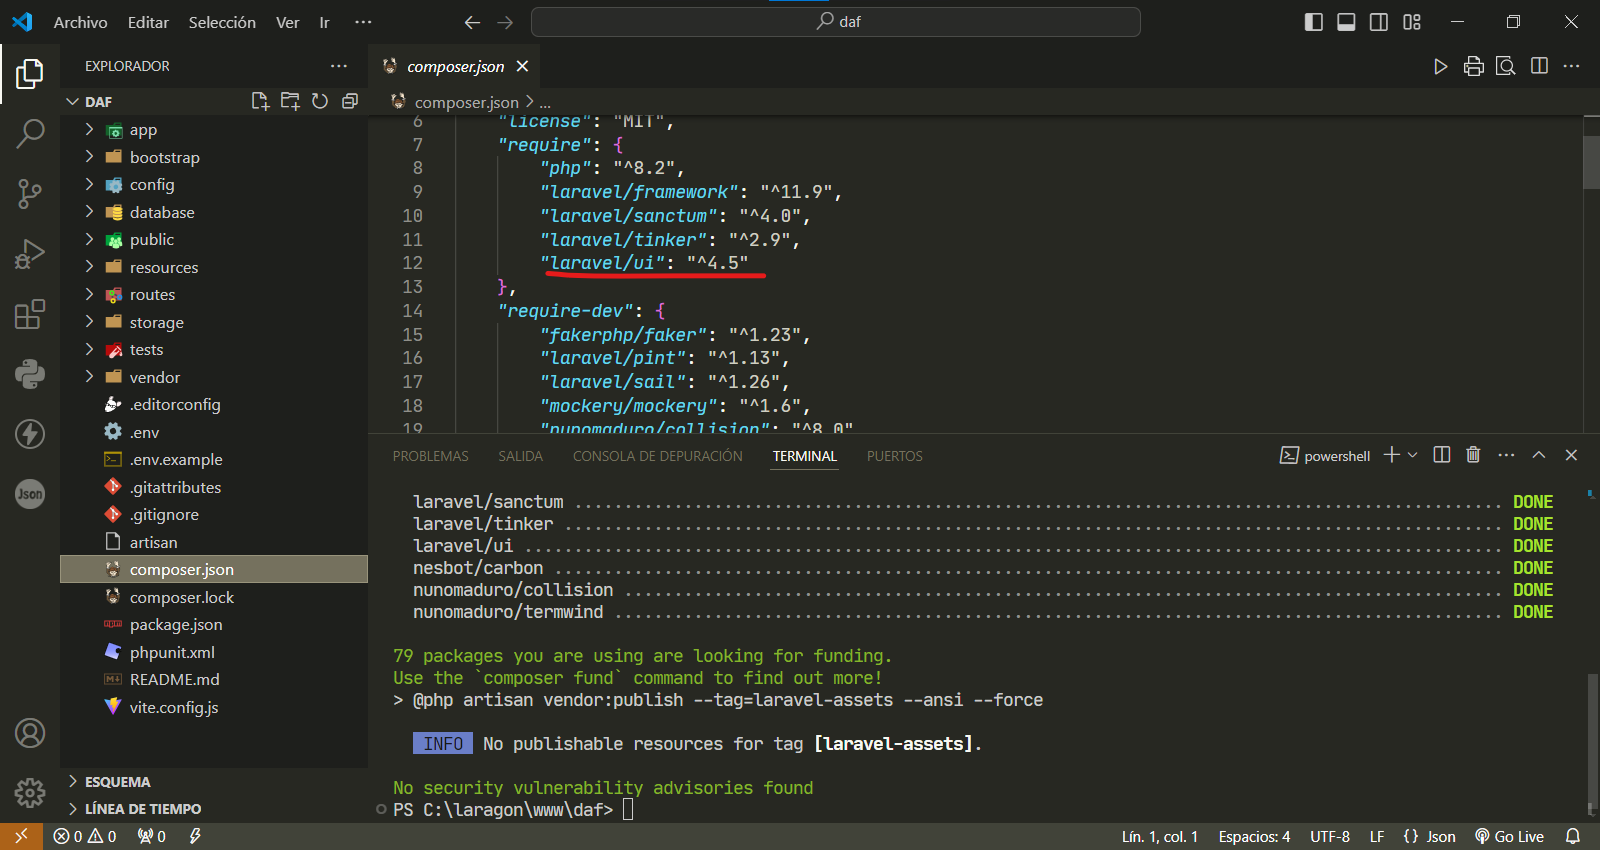 Archivo Editar Selección Ver Ir ··· daf
EXPLORADOR ···
DAF
app
bootstrap
config
database
public
resources
routes
storage
tests
vendor
.editorconfig
.env
.env.example
.gitattributes
.gitignore
artisan
composer.json
composer.lock
package.json
phpunit.xml
README.md
vite.config.js
ESQUEMA
LÍNEA DE TIEMPO
Json
composer.json
composer.json > ...
6 "license": "MIT",
7 "require": {
8 "php": "^8.2",
9 "laravel/framework": "^11.9",
10 "laravel/sanctum": "^4.0",
11 "laravel/tinker": "^2.9",
12 "laravel/ui": "^4.5"
13 },
14 "require-dev": {
15 "fakerphp/faker": "^1.23",
16 "laravel/pint": "^1.13",
17 "laravel/sail": "^1.26",
18 "mockery/mockery": "^1.6",
19 "nunomaduro/collision": "^8.0"
PROBLEMAS SALIDA CONSOLA DE DEPURACIÓN TERMINAL PUERTOS powershell
laravel/sanctum ........ DONE
laravel/tinker ........ DONE
laravel/ui ........ DONE
nesbot/carbon ........ DONE
nunomaduro/collision ........ DONE
nunomaduro/termwind ........ DONE
79 packages you are using are looking for funding.
Use the `composer fund` command to find out more!
> @php artisan vendor:publish --tag=laravel-assets --ansi --force
INFO No publishable resources for tag [laravel-assets].
No security vulnerability advisories found
PS C:\laragon\www\daf>
0 0 0 Lín. 1, col. 1 Espacios: 4 UTF-8 LF {} Json Go Live